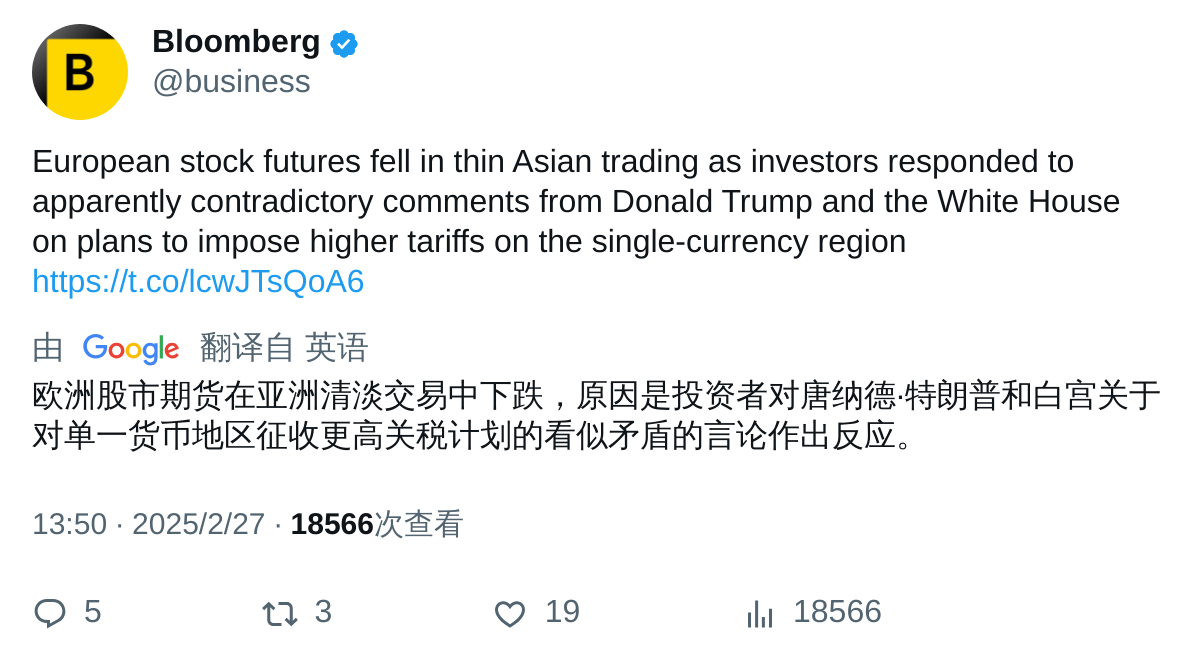 B
Bloomberg
@business
European stock futures fell in thin Asian trading as investors responded to
apparently contradictory comments from Donald Trump and the White House
on plans to impose higher tariffs on the single-currency region
https://t.co/lcwJTsQoA6
由 Google 翻译自 英语
欧洲股市期货在亚洲清淡交易中下跌，原因是投资者对唐纳德·特朗普和白宫关于
对单一货币地区征收更高关税计划的看似矛盾的言论作出反应。
13:50 · 2025/2/27 · 18566次查看
5 3 19 18566